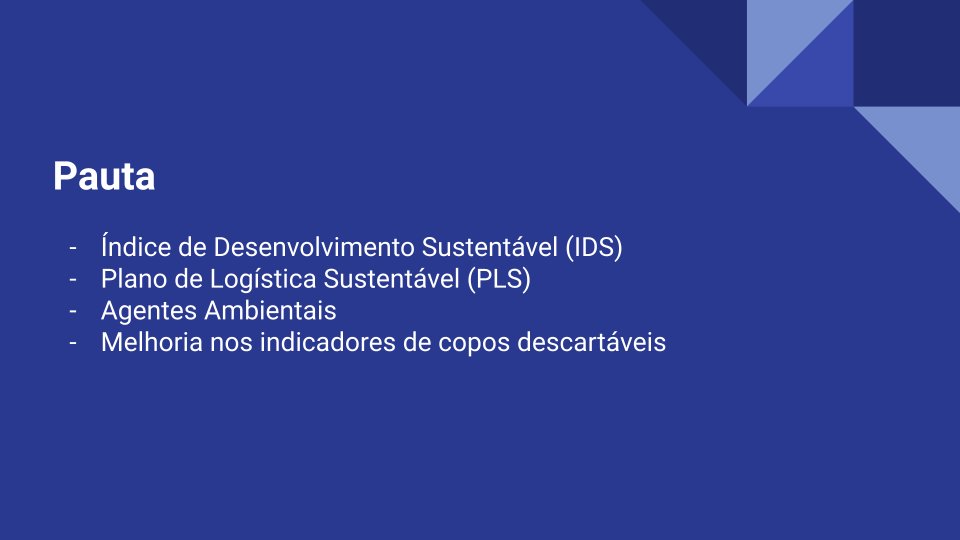 Pauta
- Índice de Desenvolvimento Sustentável (IDS)
- Plano de Logística Sustentável (PLS)
- Agentes Ambientais
- Melhoria nos indicadores de copos descartáveis